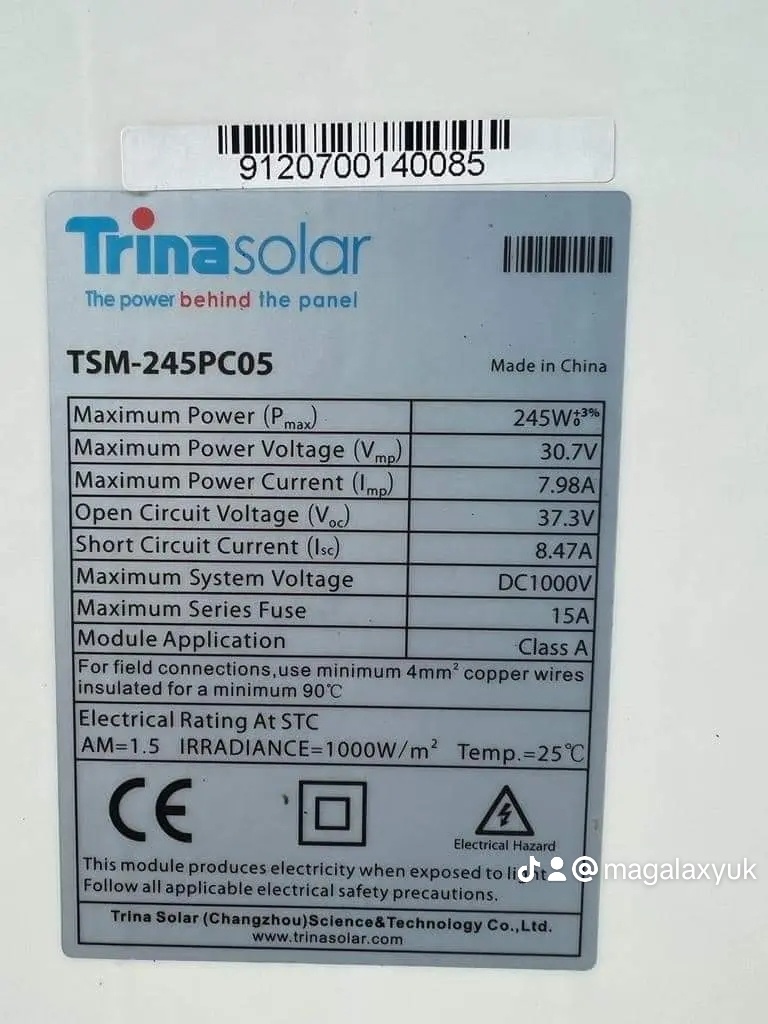 9120700140085
Trinasolar
The power behind the panel
TSM-245PC05
Made in China
Maximum Power (Pmax) 245W+3% 0
Maximum Power Voltage (Vmp) 30.7V
Maximum Power Current (Imp) 7.98A
Open Circuit Voltage (Voc) 37.3V
Short Circuit Current (Isc) 8.47A
Maximum System Voltage DC1000V
Maximum Series Fuse 15A
Module Application Class A
For field connections,use minimum 4mm² copper wires
insulated for a minimum 90℃
Electrical Rating At STC
AM=1.5 IRRADIANCE=1000W/m² Temp.=25℃
CE
Electrical Hazard
This module produces electricity when exposed to
Follow all applicable electrical safety precautions.
@magalaxyuk
Trina Solar (Changzhou)Science&Technology Co.,Ltd.
www.trinasolar.com